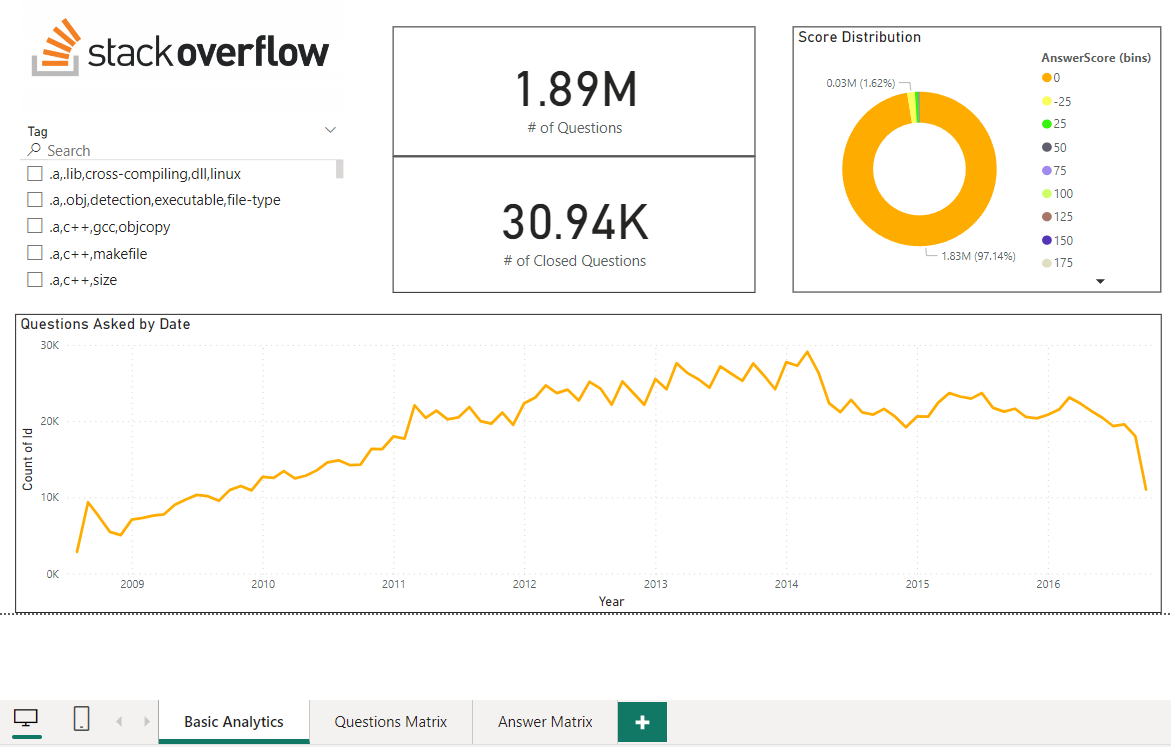 stackoverflow
Tag
Search
.a,.lib,cross-compiling,dll,linux
.a,.obj,detection,executable,file-type
.a,c++,gcc,objcopy
.a,c++,makefile
.a,c++,size
1.89M
# of Questions
30.94K
# of Closed Questions
Score Distribution
0.03M (1.62%)
1.83M (97.14%)
AnswerScore (bins)
0
-25
25
50
75
100
125
150
175
Questions Asked by Date
Count of Id
30K
20K
10K
0K
2009 2010 2011 2012 2013 2014 2015 2016
Year
Basic Analytics Questions Matrix Answer Matrix +